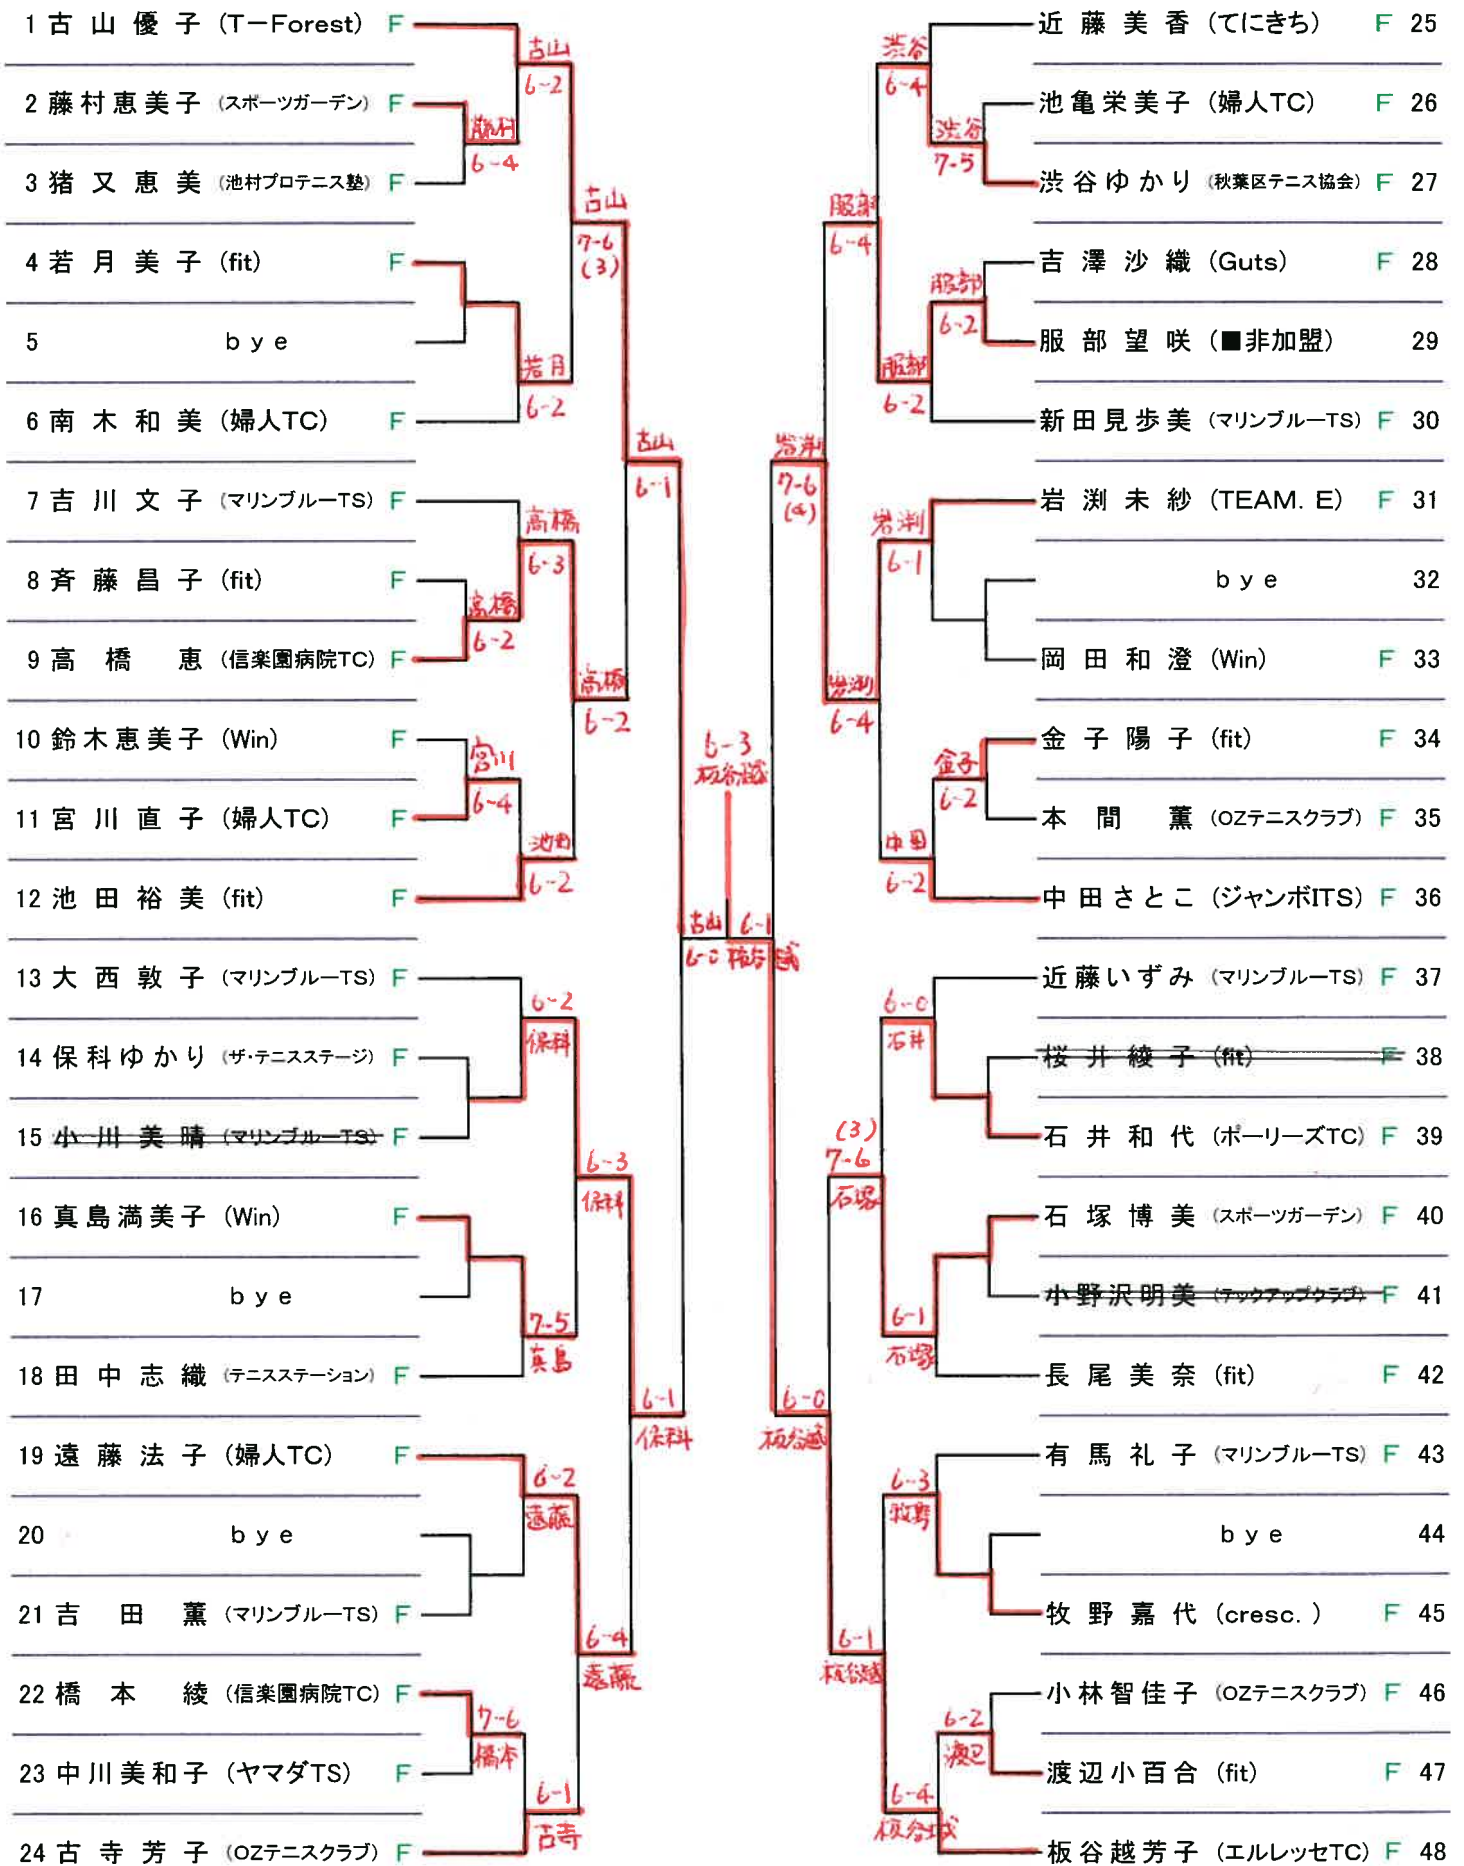 1 古山優子 (T-Forest) F
2 藤村恵美子 (スポーツガーデン) F
3 猪又恵美 (池村プロテニス塾) F
4 若月美子 (fit) F
5 bye
6 南木和美 (婦人TC) F
7 吉川文子 (マリンブルーTS) F
8 斉藤昌子 (fit) F
9 高橋恵 (信楽園病院TC) F
10 鈴木恵美子 (Win) F
11 宮川直子 (婦人TC) F
12 池田裕美 (fit) F
13 大西敦子 (マリンブルーTS) F
14 保科ゆかり (ザ・テニスステージ) F
15 小川美晴 (マリンブルーTS) F
16 真島満美子 (Win) F
17 bye
18 田中志織 (テニスステーション) F
19 遠藤法子 (婦人TC) F
20 bye
21 吉田薫 (マリンブルーTS) F
22 橋本綾 (信楽園病院TC) F
23 中川美和子 (ヤマダTS) F
24 古寺芳子 (OZテニスクラブ) F
藤村
6-4
高橋
6-2
宮川
6-4
7-6
橋本
古山
6-2
若月
6-2
高橋
6-3
池田
6-2
6-2
保科
7-5
真島
6-2
遠藤
6-1
古寺
古山
7-6
(3)
高橋
6-2
6-3
保科
6-4
遠藤
古山
6-1
6-1
保科
古山
6-0
6-3
板谷越
6-1
板谷越
岩渕
7-6
(4)
6-0
板谷越
服部
6-4
岩渕
6-4
(3)
7-6
石塚
6-1
板谷越
渋谷
6-4
服部
6-2
岩渕
6-1
中田
6-2
6-0
石井
6-1
石塚
6-3
牧野
6-4
板谷越
渋谷
7-5
服部
6-2
金子
6-2
6-2
渡辺
近藤美香 (てにきち) F 25
池亀栄美子 (婦人TC) F 26
渋谷ゆかり (秋葉区テニス協会) F 27
吉澤沙織 (Guts) F 28
服部望咲 (■非加盟) 29
新田見歩美 (マリンブルーTS) F 30
岩渕未紗 (TEAM. E) F 31
bye 32
岡田和澄 (Win) F 33
金子陽子 (fit) F 34
本間薫 (OZテニスクラブ) F 35
中田さとこ (ジャンボITS) F 36
近藤いずみ (マリンブルーTS) F 37
桜井綾子 (fit) F 38
石井和代 (ポーリーズTC) F 39
石塚博美 (スポーツガーデン) F 40
小野沢明美 (テックアップクラブ) F 41
長尾美奈 (fit) F 42
有馬礼子 (マリンブルーTS) F 43
bye 44
牧野嘉代 (cresc. ) F 45
小林智佳子 (OZテニスクラブ) F 46
渡辺小百合 (fit) F 47
板谷越芳子 (エルレッセTC) F 48